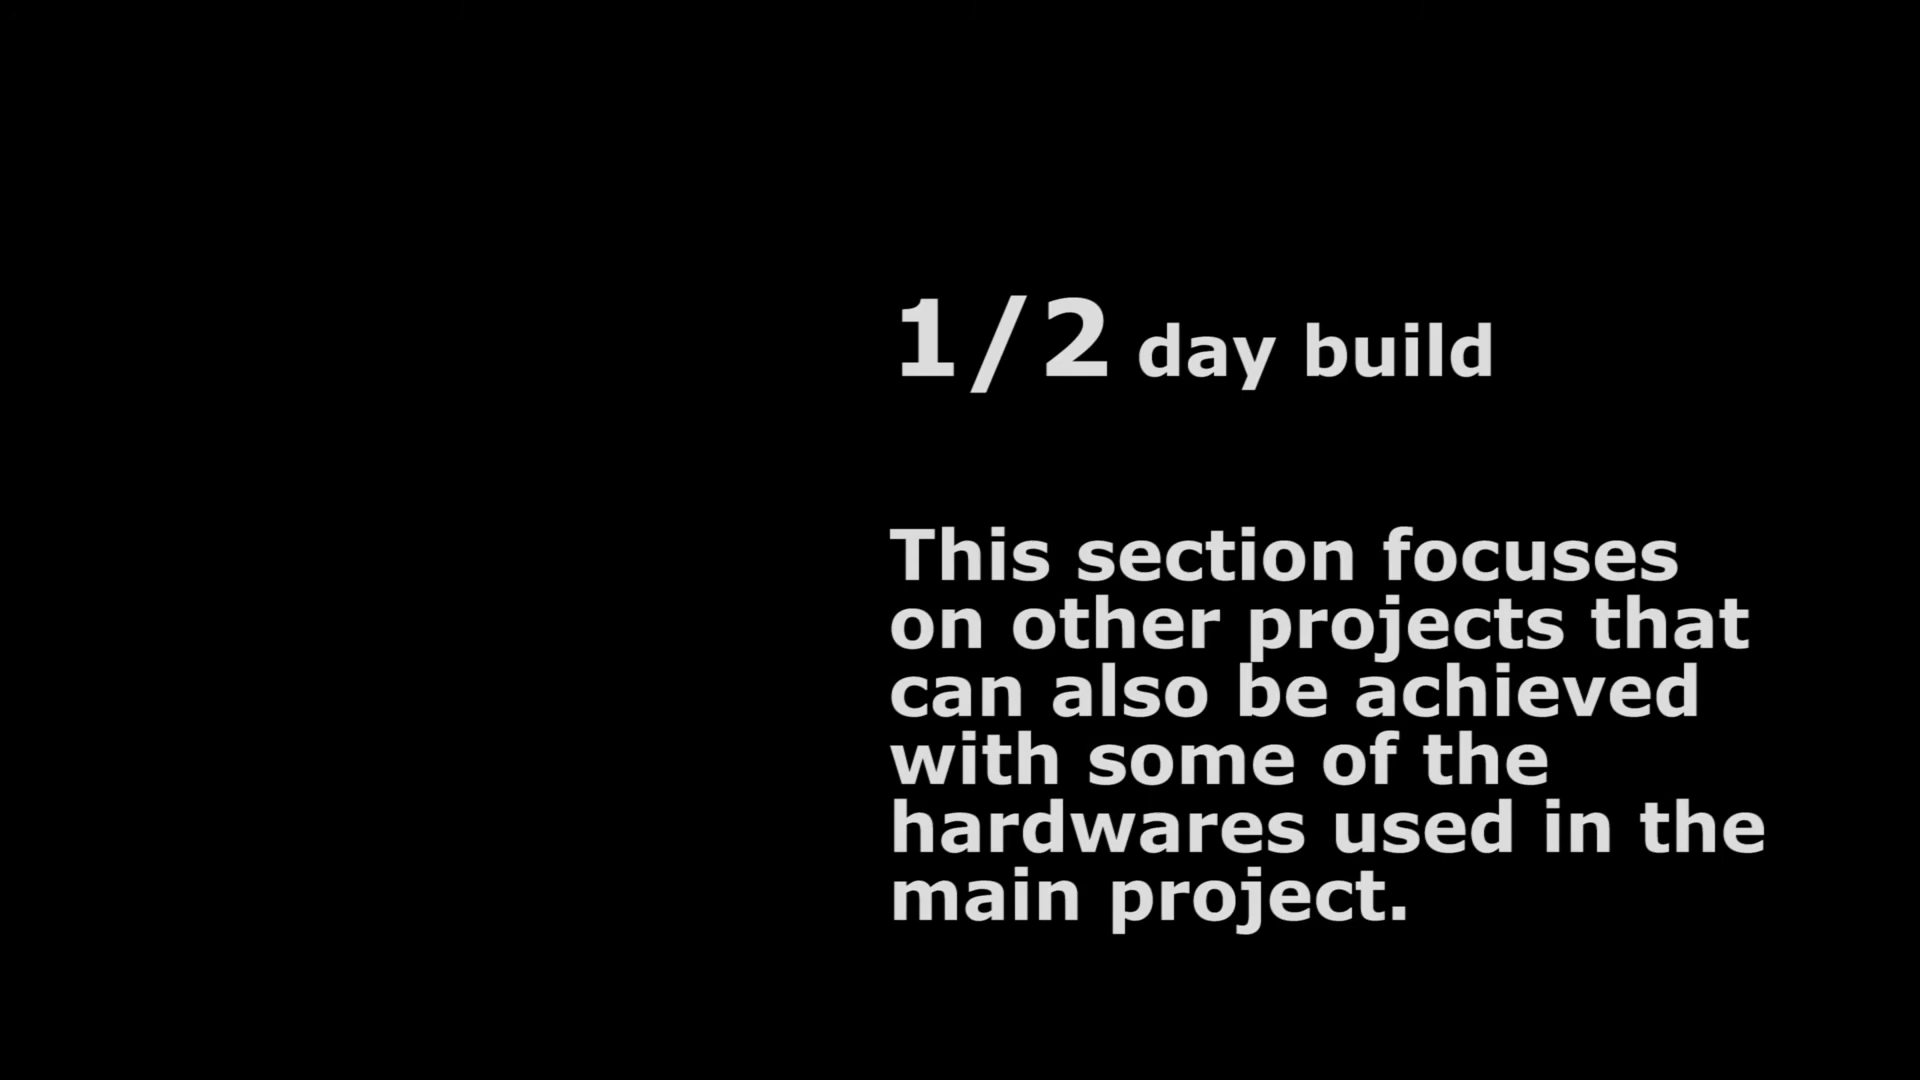 1/2 day build
This section focuses
on other projects that
can also be achieved
with some of the
hardwares used in the
main project.